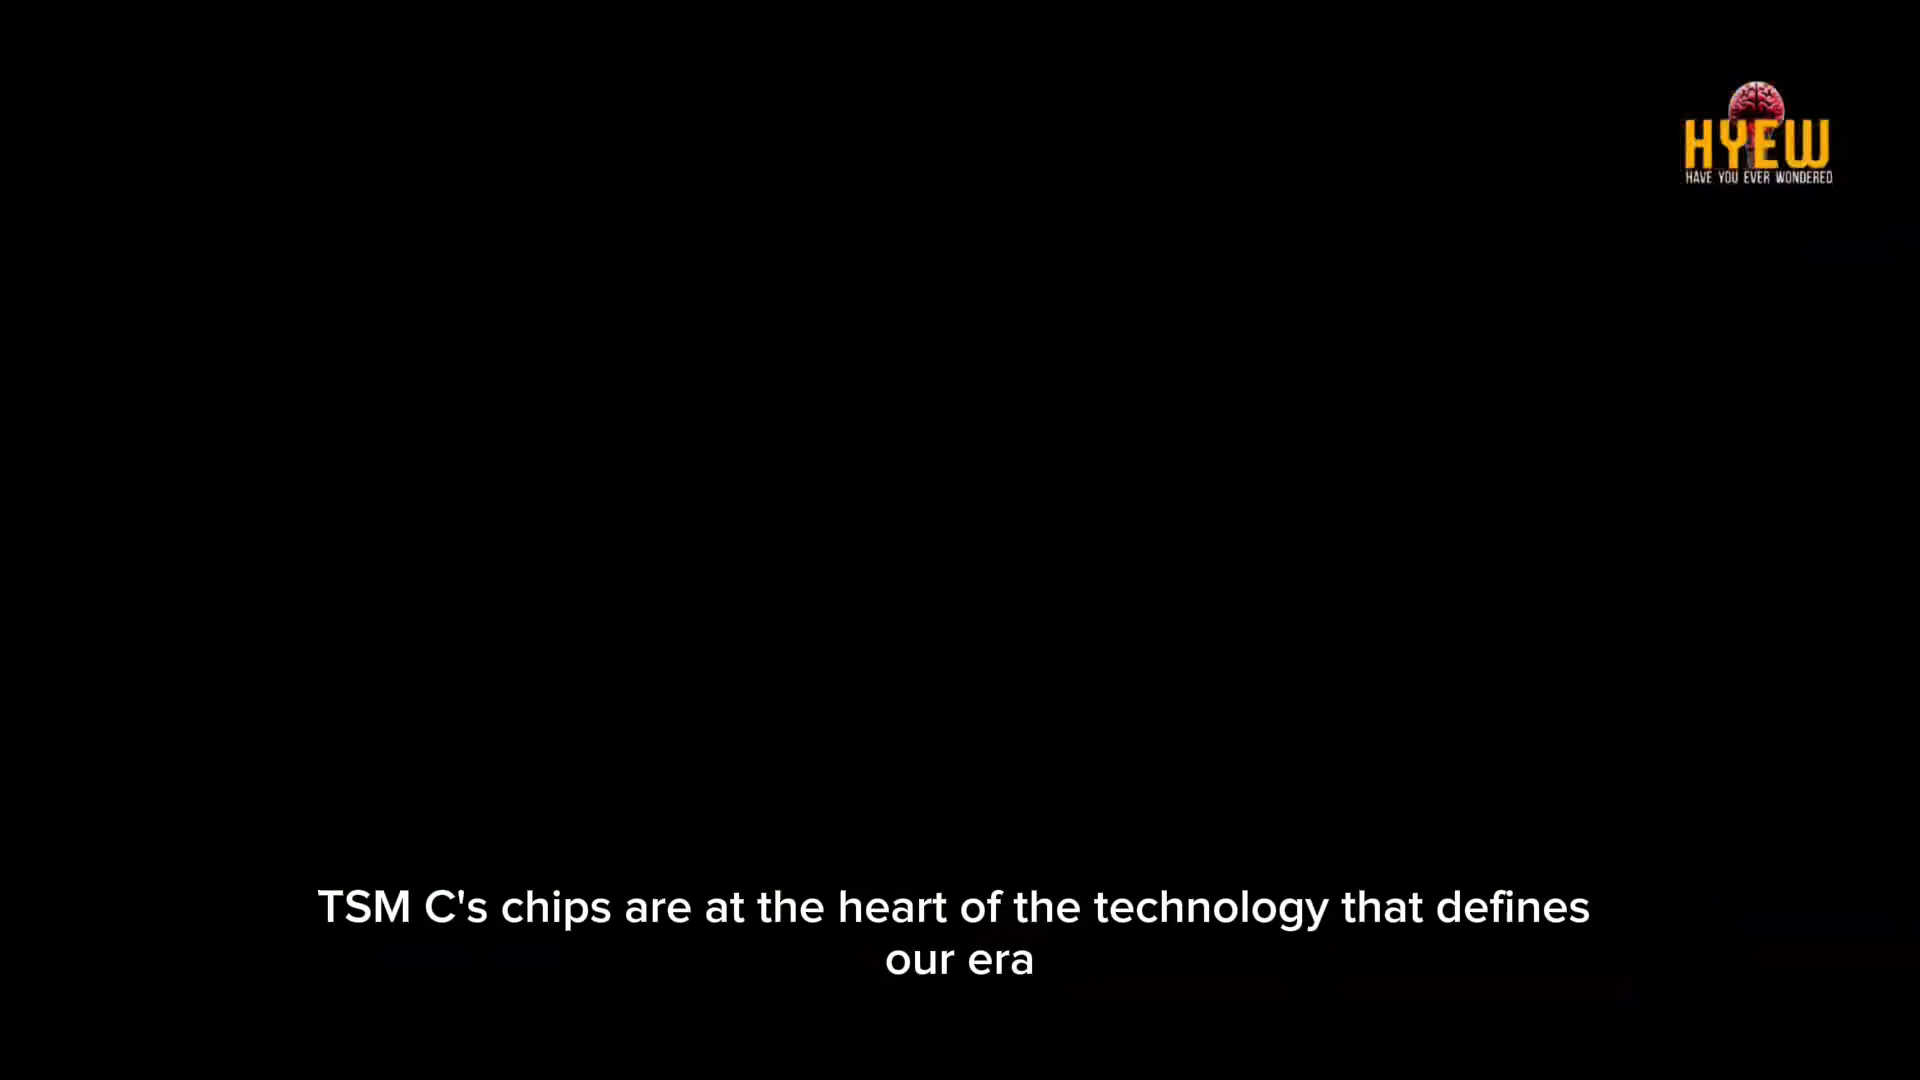 HYEW
HAVE YOU EVER WONDERED
TSM C's chips are at the heart of the technology that defines
our era